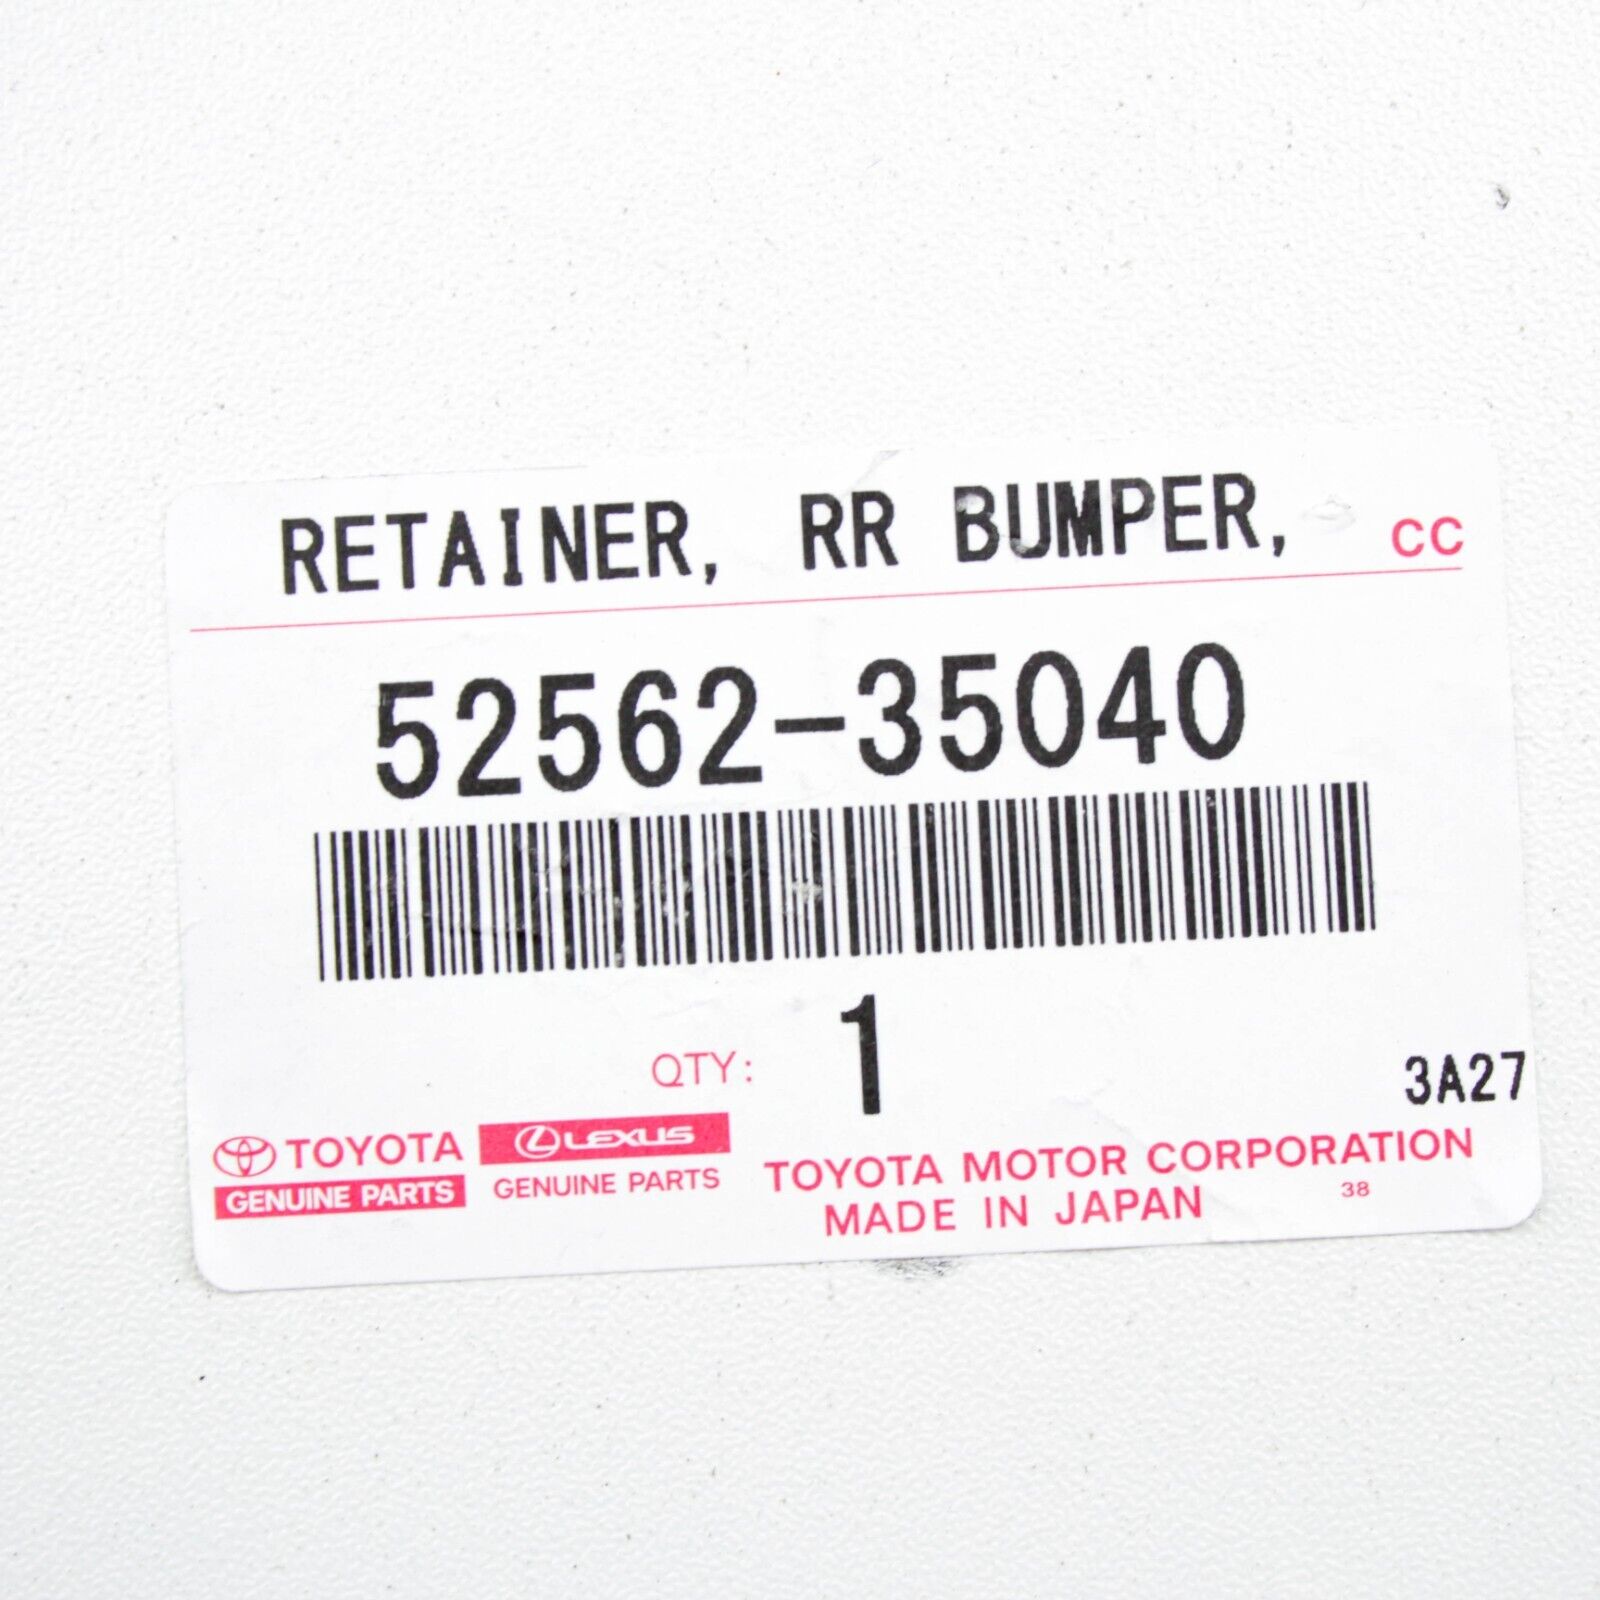 RETAINER, RR BUMPER, CC
52562-35040
QTY: 1
3A27
TOYOTA
GENUINE PARTS
LEXUS
GENUINE PARTS
TOYOTA MOTOR CORPORATION
MADE IN JAPAN 38